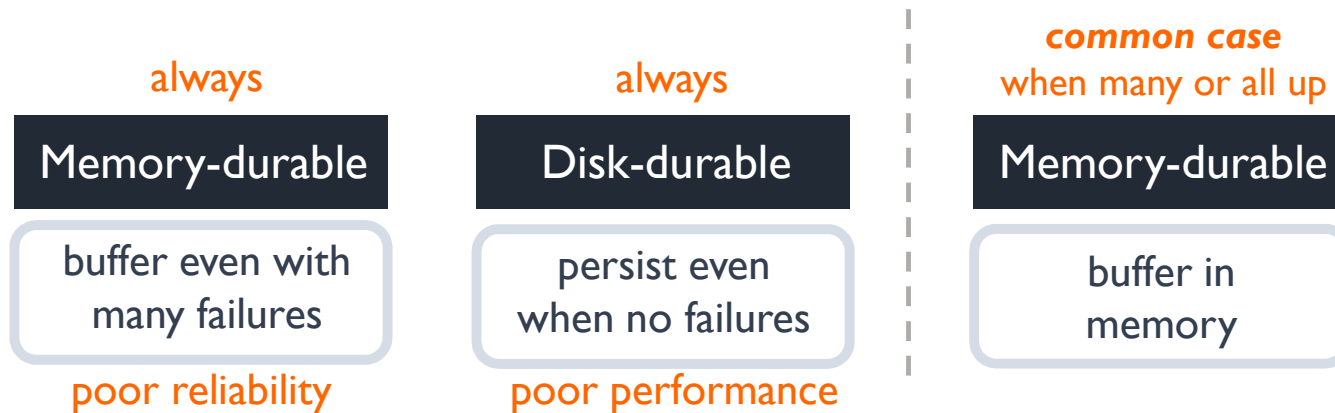 always
Memory-durable
buffer even with
many failures
poor reliability
always
Disk-durable
persist even
when no failures
poor performance
common case
when many or all up
Memory-durable
buffer in
memory